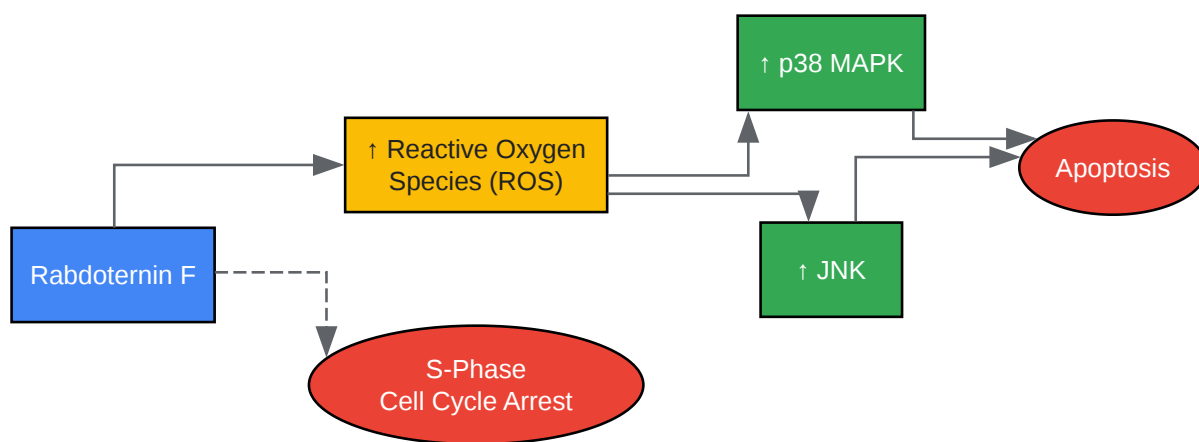 ↑ p38 MAPK
↑ Reactive Oxygen
Species (ROS)
Apoptosis
Rabdoternin F
↑ JNK
S-Phase
Cell Cycle Arrest